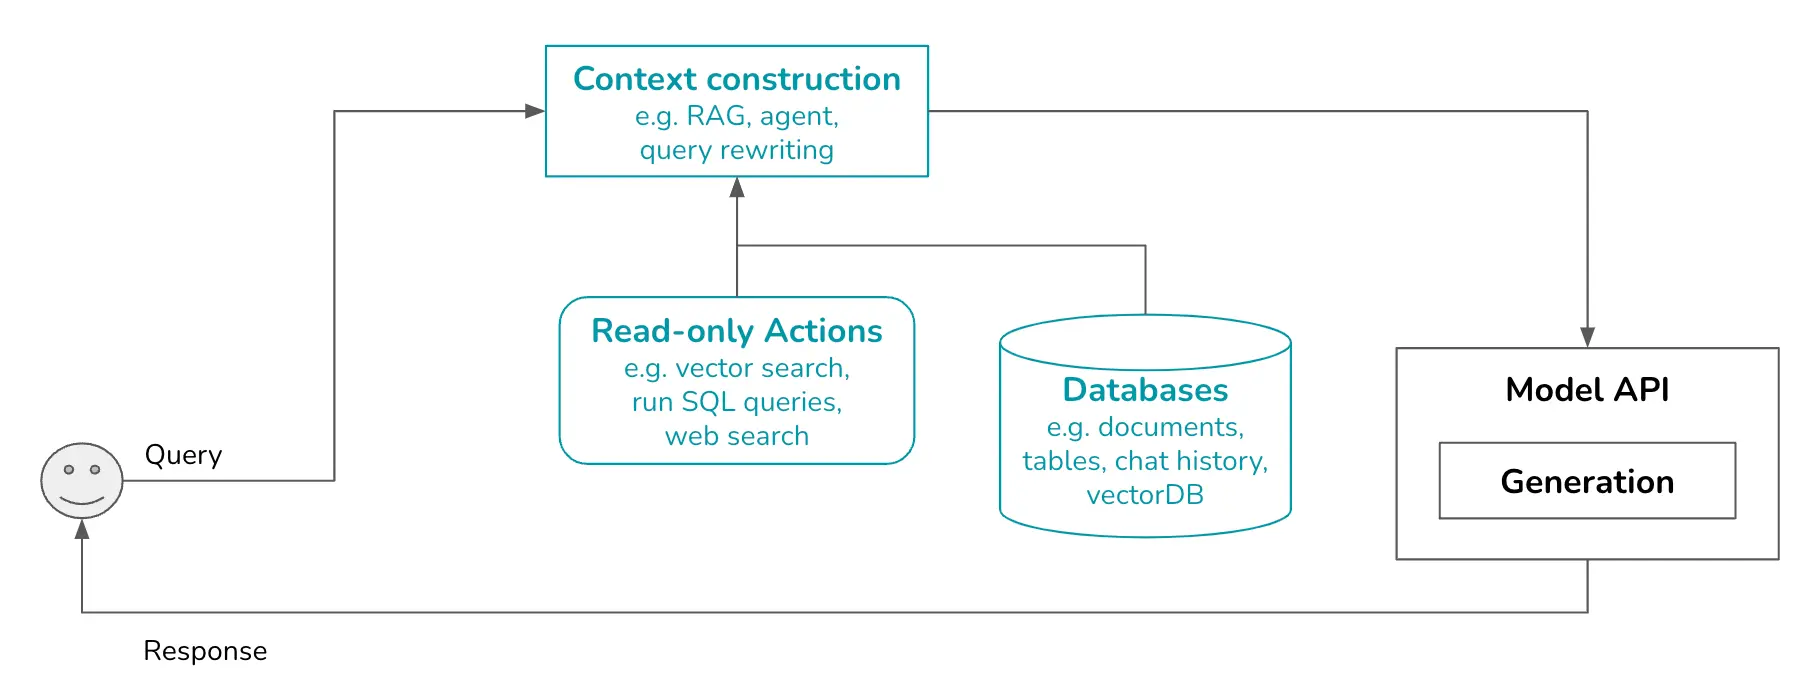 Context construction
e.g. RAG, agent,
query rewriting
Read-only Actions
e.g. vector search,
run SQL queries,
web search
Databases
e.g. documents,
tables, chat history,
vectorDB
Model API
Generation
Query
Response